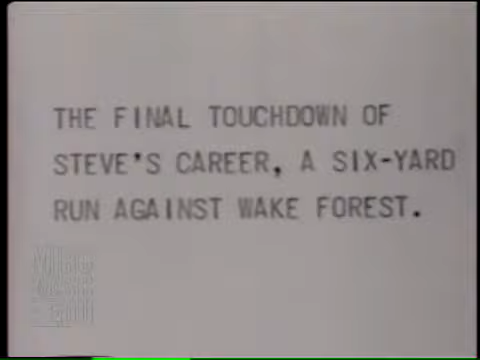 THE FINAL TOUCHDOWN OF
STEVE'S CAREER, A SIX-YARD
RUN AGAINST WAKE FOREST.